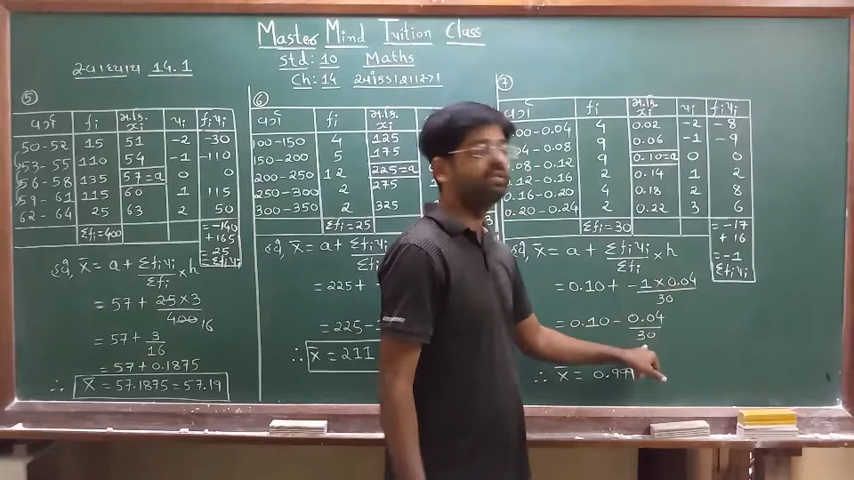 Master Mind Tuition Class
Std: 10 Maths
Ch: 14 આંકડાશાસ્ત્ર
સ્વાધ્યાય 14.1
5
વર્ગ fi મ.કિ. xi ui fiui
50-52 15 51 -2 -30
53-55 110 54 -1 -110
56-58 135 57=a 0 0
59-61 115 60 1 115
62-64 25 63 2 50
Σfi=400 = -140 +165 = 25 = Σfiui
હવે, x̄ = a + Σfiui/Σfi × h
= 57 + 25×3/400 16
= 57 + 3/16
= 57 + 0.1875
∴ x̄ = 57.1875 = 57.19
6
વર્ગ fi મ.કિ. xi
100-150 4 125
150-200 5 175
200-250 12 225=a
250-300 2 275
300-350 2 325
Σfi=25
હવે, x̄ = a + Σfiui
= 225+
= 225-
∴ x̄ = 211
7
વર્ગ fi મ.કિ. xi ui fiui
0.00-0.04 4 0.02 -2 -8
0.04-0.08 9 0.06 -1 -9
0.08-0.12 9 0.10=a 0 0
0.12-0.16 2 0.14 1 2
0.16-0.20 4 0.18 2 8
0.20-0.24 2 0.22 3 6
Σfi=30 = -17 +16 = -1 Σfiui
હવે, x̄ = a + Σfiui/Σfi × h
= 0.10 + -1×0.04/30
= 0.10 - 0.04/30
∴ x̄ = 0.099